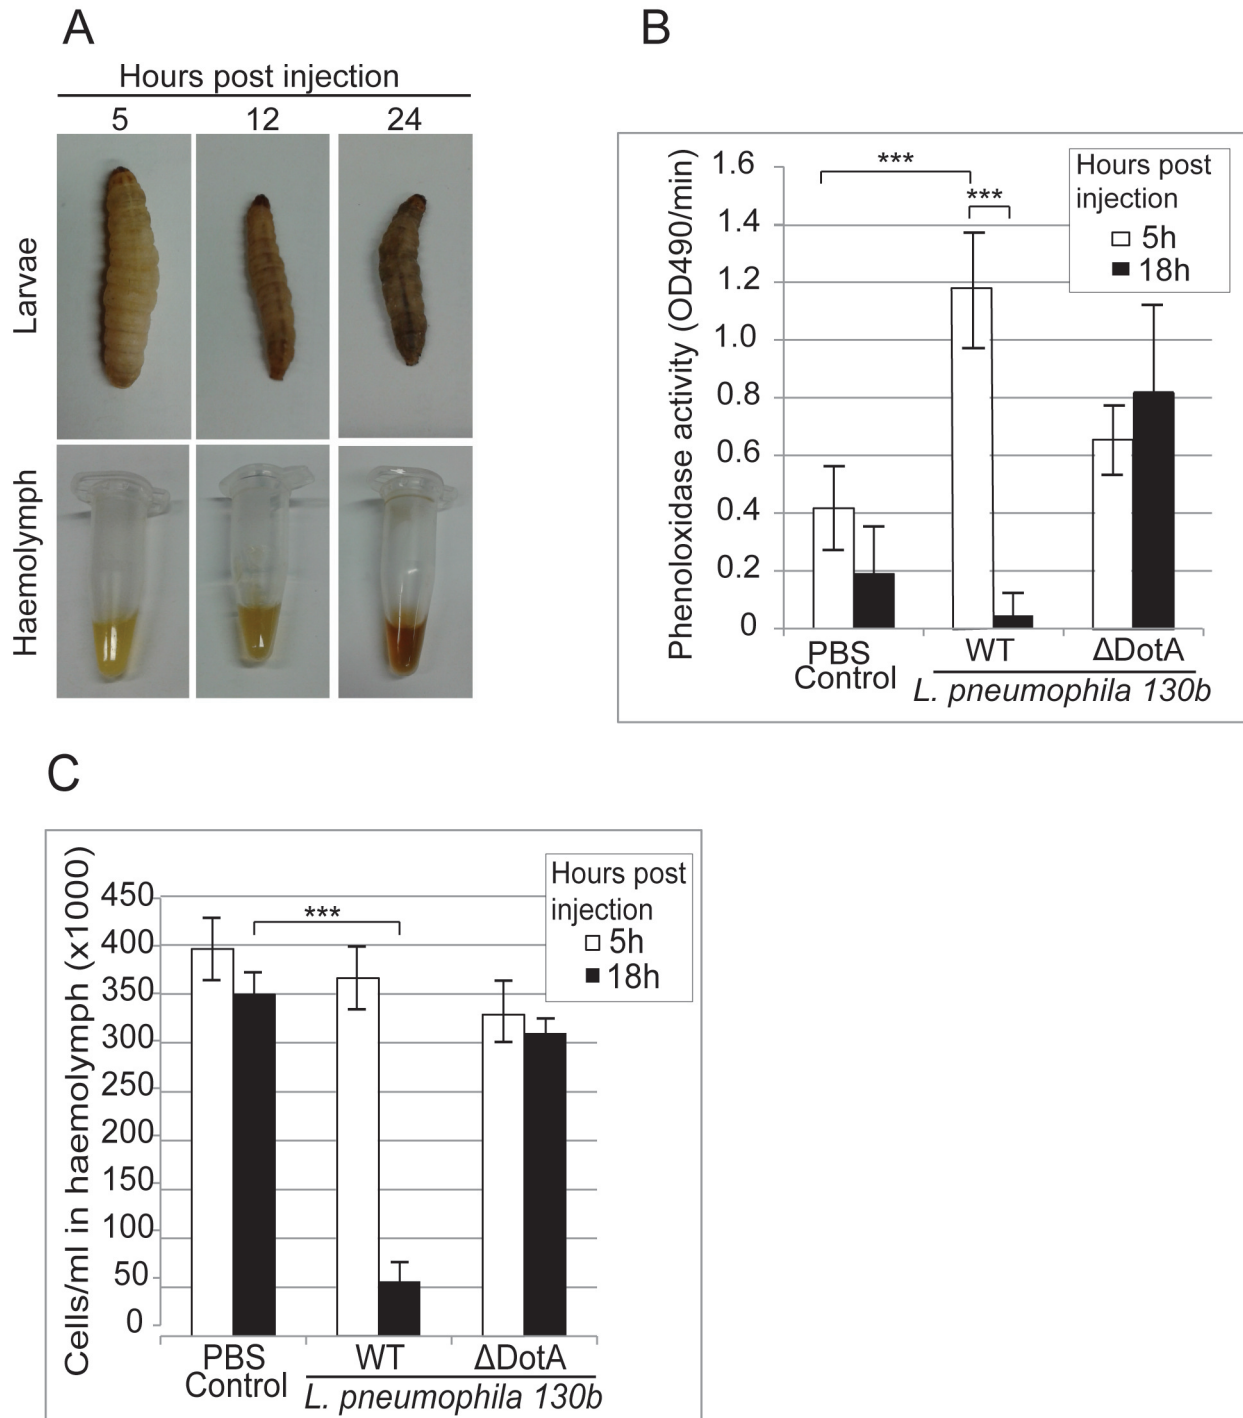 A
Hours post injection
5 12 24
Larvae
Haemolymph
B
Phenoloxidase activity (OD490/min)
1.6
1.4
1.2
1.0
0.8
0.6
0.4
0.2
0
***
***
Hours post
injection
5h
18h
PBS
Control
WT
ΔDotA
L. pneumophila 130b
C
Cells/ml in haemolymph (x1000)
450
400
350
300
250
200
150
100
50
0
***
Hours post
injection
5h
18h
PBS
Control
WT
ΔDotA
L. pneumophila 130b